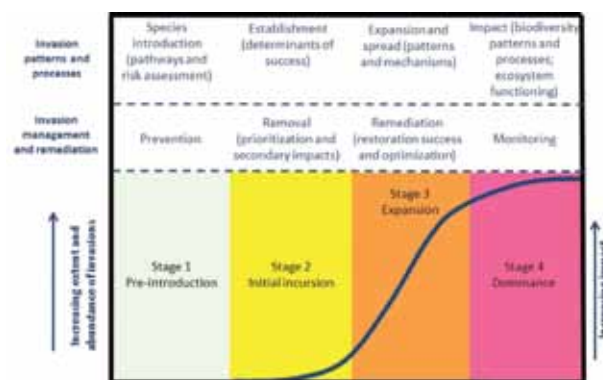 Invasion
patterns and
processes
Species
introduction
(pathways and
risk assessment)
Establishment
(determinants of
success)
Expansion and
spread (patterns
and mechanisms)
Impact (biodiversity
patterns and
processes;
ecosystem
functioning)
Invasion
management
and remediation
Prevention
Removal
(prioritization and
secondary impacts)
Remediation
(restoration success
and optimization)
Monitoring
Increasing extent and
abundance of invasions
Stage 1
Pre-introduction
Stage 2
Initial incursion
Stage 3
Expansion
Stage 4
Dominance
Increasing impact